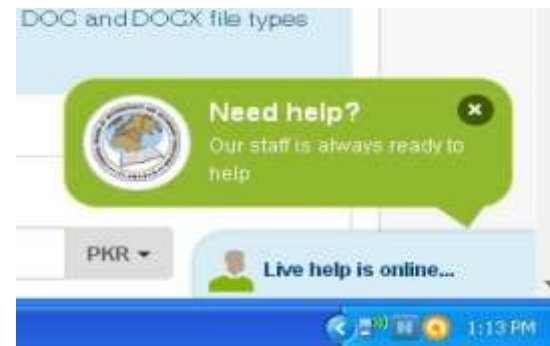 DOC and DOCX file types
Need help?
Our staff is always ready to
help
PKR
Live help is online...
1:13 PM